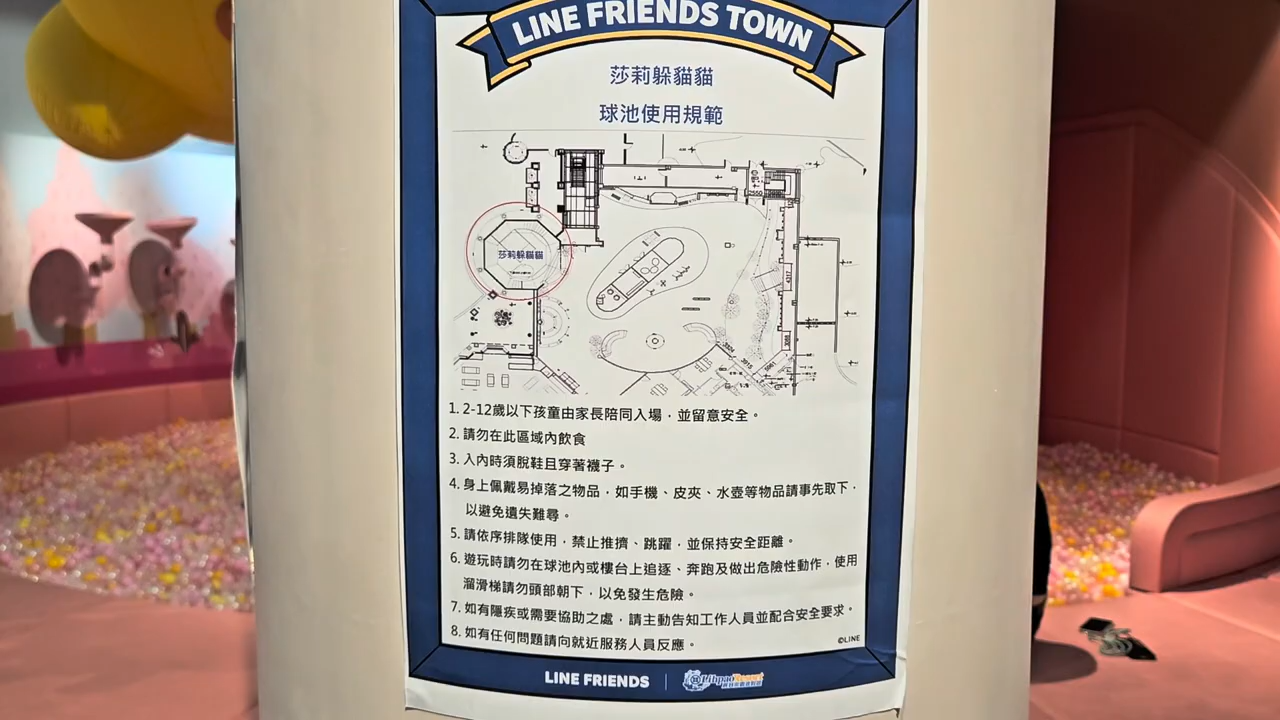 LINE FRIENDS TOWN
莎莉躲貓貓
球池使用規範
莎莉躲貓貓
1. 2-12歲以下孩童由家長陪同入場，並留意安全。
2. 請勿在此區域內飲食
3. 入內時須脫鞋且穿著襪子。
4. 身上佩戴易掉落之物品，如手機、皮夾、水壺等物品請事先取下，
以避免遺失難尋。
5. 請依序排隊使用，禁止推擠、跳躍，並保持安全距離。
6. 遊玩時請勿在球池內或樓台上追逐、奔跑及做出危險性動作，使用
溜滑梯請勿頭部朝下，以免發生危險。
7. 如有隱疾或需要協助之處，請主動告知工作人員並配合安全要求。
8. 如有任何問題請向就近服務人員反應。
©LINE
LINE FRIENDS
Lihpao Resort